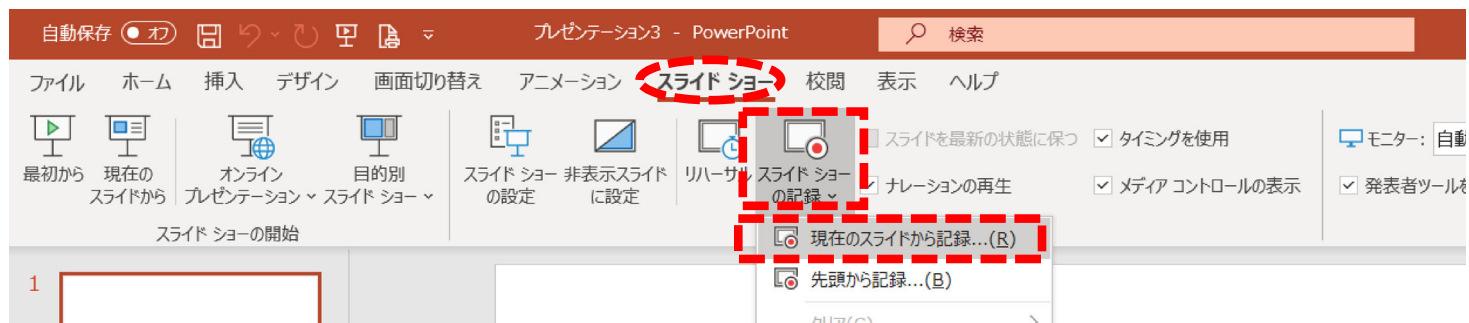 自動保存 オフ プレゼンテーション3 - PowerPoint 検索
ファイル ホーム 挿入 デザイン 画面切り替え アニメーション スライド ショー 校閲 表示 ヘルプ
最初から
現在の
スライドから
オンライン
プレゼンテーション
目的別
スライド ショー
スライド ショー
の設定
非表示スライド
に設定
リハーサル
スライド ショー
の記録
スライドを最新の状態に保つ
タイミングを使用
モニター: 自動
ナレーションの再生
メディア コントロールの表示
発表者ツールを
スライド ショーの開始
現在のスライドから記録...(R)
先頭から記録...(B)
クリア(C)
1